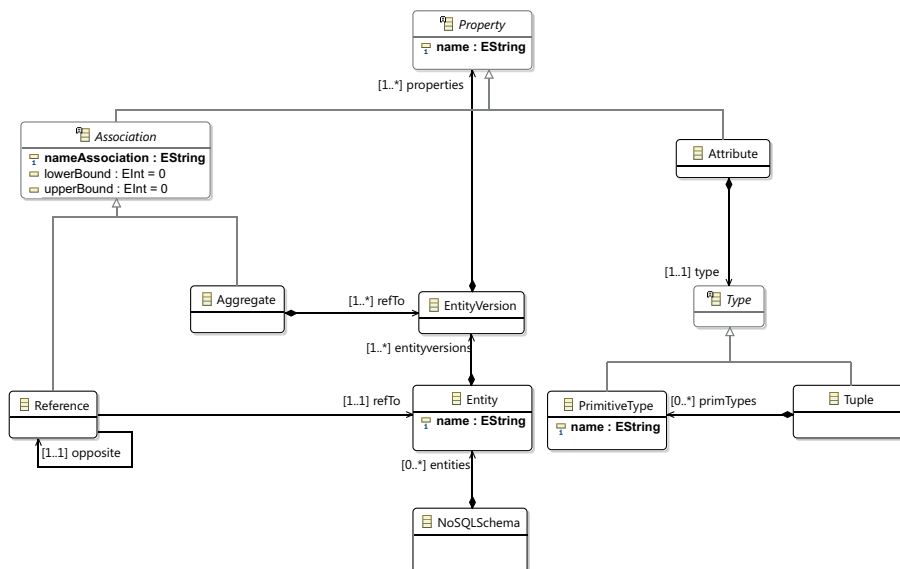 Property
name : EString
[1..*] properties
Association
nameAssociation : EString
lowerBound : EInt = 0
upperBound : EInt = 0
Attribute
[1..1] type
Aggregate
[1..*] refTo
EntityVersion
Type
[1..*] entityversions
Reference
[1..1] refTo
Entity
name : EString
PrimitiveType
name : EString
[0..*] primTypes
Tuple
[1..1] opposite
[0..*] entities
NoSQLSchema